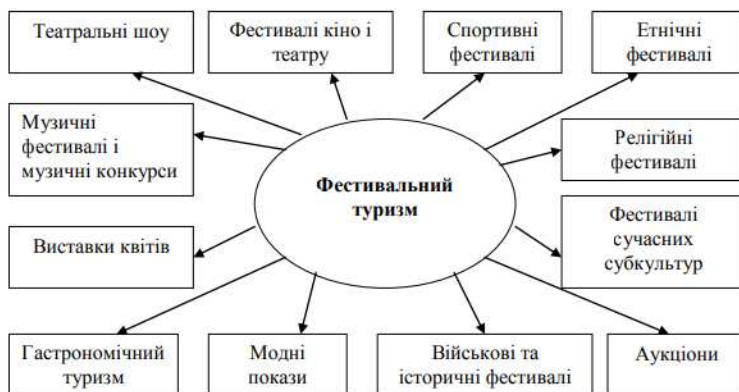 Театральні шоу
Фестивалі кіно і
театру
Спортивні
фестивалі
Етнічні
фестивалі
Музичні
фестивалі і
музичні конкурси
Релігійні
фестивалі
Фестивальний
туризм
Виставки квітів
Фестивалі
сучасних
субкультур
Гастрономічний
туризм
Модні
покази
Військові та
історичні фестивалі
Аукціони